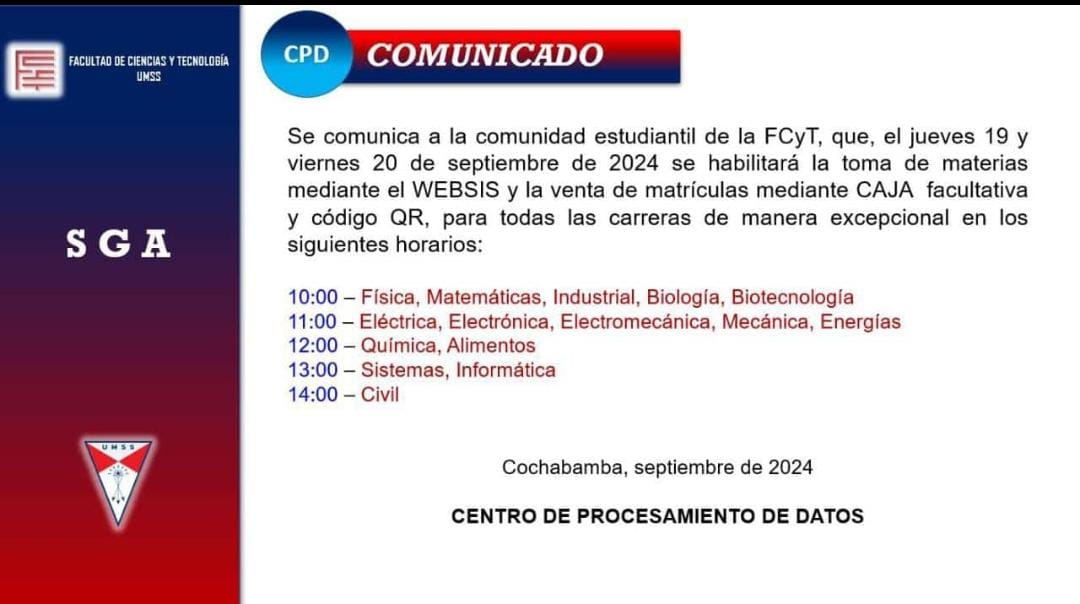 FACULTAD DE CIENCIAS Y TECNOLOGÍA
UMSS
SGA
UMSS
CPD
COMUNICADO
Se comunica a la comunidad estudiantil de la FCyT, que, el jueves 19 y
viernes 20 de septiembre de 2024 se habilitará la toma de materias
mediante el WEBSIS y la venta de matrículas mediante CAJA facultativa
y código QR, para todas las carreras de manera excepcional en los
siguientes horarios:
10:00 – Física, Matemáticas, Industrial, Biología, Biotecnología
11:00 – Eléctrica, Electrónica, Electromecánica, Mecánica, Energías
12:00 – Química, Alimentos
13:00 – Sistemas, Informática
14:00 – Civil
Cochabamba, septiembre de 2024
CENTRO DE PROCESAMIENTO DE DATOS